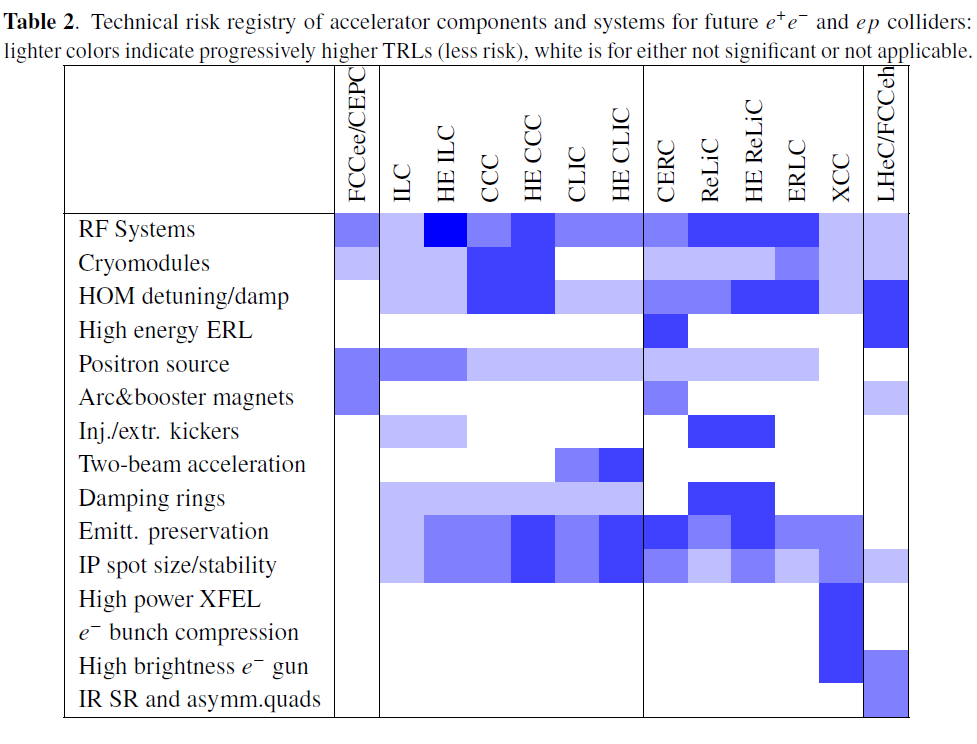 Table 2. Technical risk registry of accelerator components and systems for future e⁺e⁻ and ep colliders:
lighter colors indicate progressively higher TRLs (less risk), white is for either not significant or not applicable.
FCCee/CEPC
ILC
HE ILC
CCC
HE CCC
CLIC
HE CLIC
CERC
ReLiC
HE ReLiC
ERLC
XCC
LHeC/FCCeh
RF Systems
Cryomodules
HOM detuning/damp
High energy ERL
Positron source
Arc&booster magnets
Inj./extr. kickers
Two-beam acceleration
Damping rings
Emitt. preservation
IP spot size/stability
High power XFEL
e⁻ bunch compression
High brightness e⁻ gun
IR SR and asymm.quads